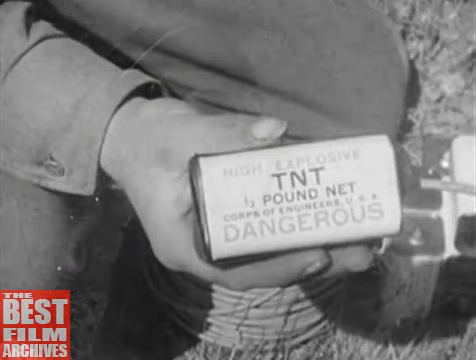 HIGH EXPLOSIVE
TNT
½ POUND NET
CORPS OF ENGINEERS, U. S. A.
DANGEROUS
THE
BEST
FILM
ARCHIVES